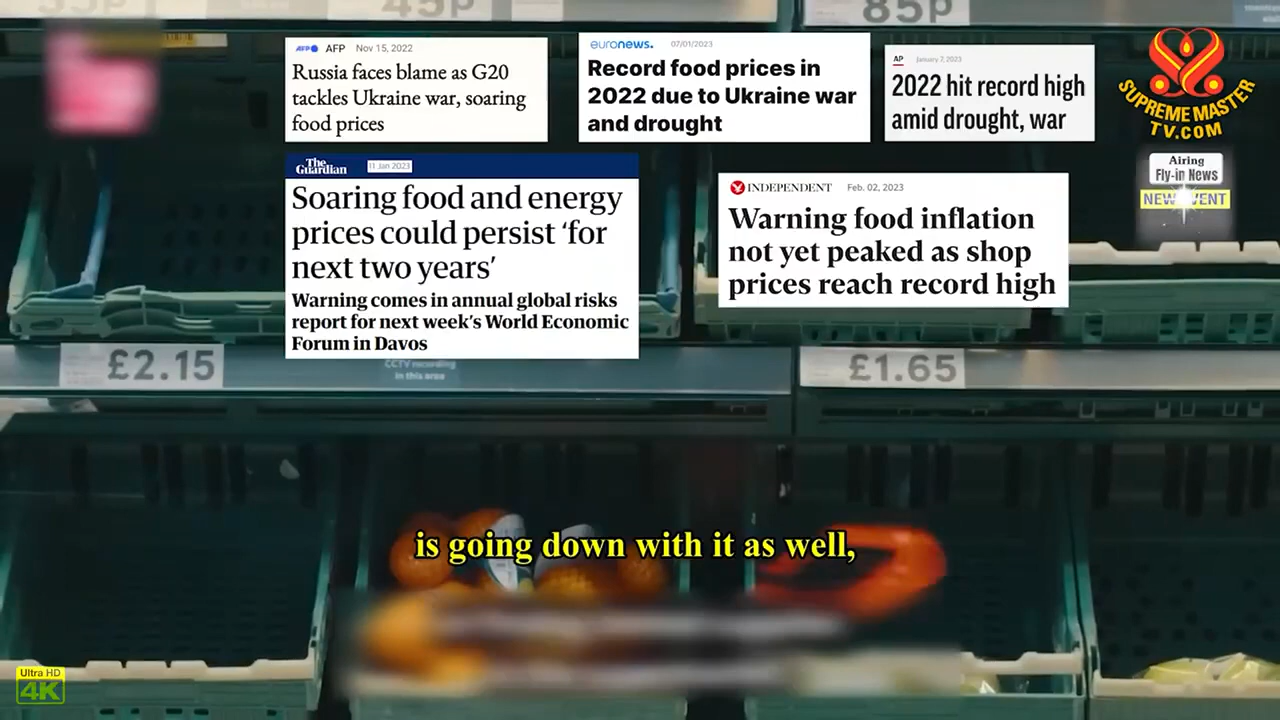 35p
45p
85p
AFP AFP Nov 15, 2022
Russia faces blame as G20
tackles Ukraine war, soaring
food prices
euronews. 07/01/2023
Record food prices in
2022 due to Ukraine war
and drought
AP January 7, 2023
2022 hit record high
amid drought, war
SUPREME MASTER
TV.COM
Airing
Fly-in News
The
Guardian
11 Jan 2023
Soaring food and energy
prices could persist ‘for
next two years’
Warning comes in annual global risks
report for next week’s World Economic
Forum in Davos
INDEPENDENT Feb. 02, 2023
Warning food inflation
not yet peaked as shop
prices reach record high
£2.15
CCTV recording
in this area
£1.65
is going down with it as well,
Ultra HD
4K